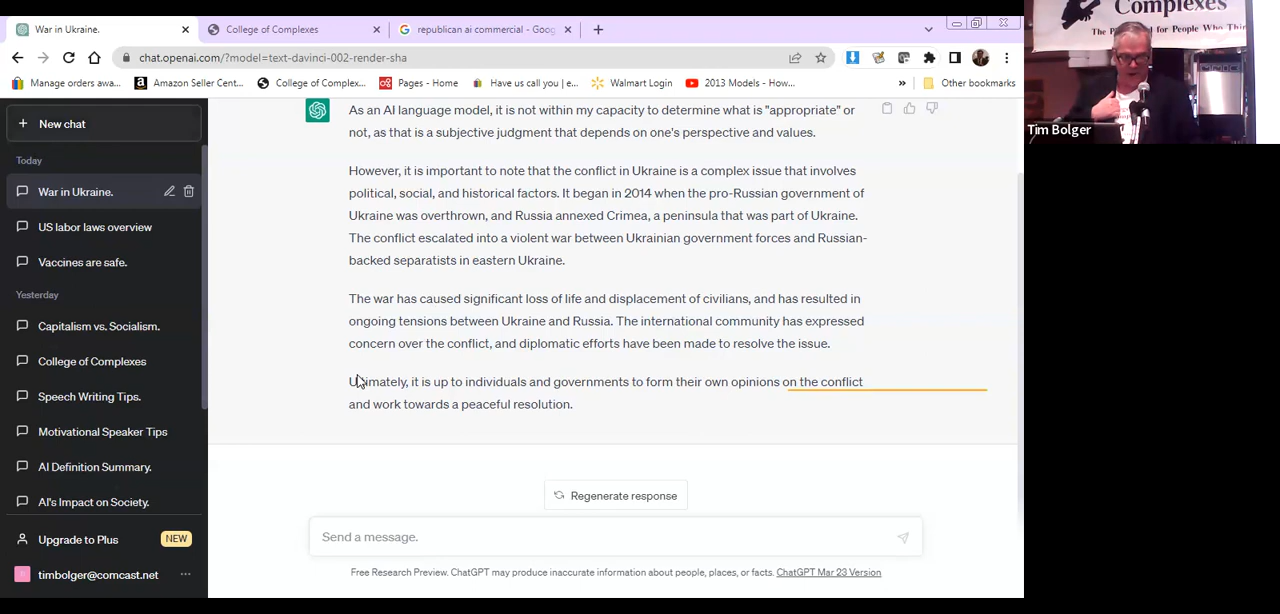 War in Ukraine.
College of Complexes
republican ai commercial - Goog
chat.openai.com/?model=text-davinci-002-render-sha
Manage orders awa...
Amazon Seller Cent...
College of Complex...
Pages - Home
Have us call you | e...
Walmart Login
2013 Models - How...
»
Other bookmarks
+ New chat
Today
War in Ukraine.
US labor laws overview
Vaccines are safe.
Yesterday
Capitalism vs. Socialism.
College of Complexes
Speech Writing Tips.
Motivational Speaker Tips
AI Definition Summary.
AI's Impact on Society.
Upgrade to Plus
NEW
timbolger@comcast.net
As an AI language model, it is not within my capacity to determine what is "appropriate" or
not, as that is a subjective judgment that depends on one's perspective and values.
However, it is important to note that the conflict in Ukraine is a complex issue that involves
political, social, and historical factors. It began in 2014 when the pro-Russian government of
Ukraine was overthrown, and Russia annexed Crimea, a peninsula that was part of Ukraine.
The conflict escalated into a violent war between Ukrainian government forces and Russian-
backed separatists in eastern Ukraine.
The war has caused significant loss of life and displacement of civilians, and has resulted in
ongoing tensions between Ukraine and Russia. The international community has expressed
concern over the conflict, and diplomatic efforts have been made to resolve the issue.
Ultimately, it is up to individuals and governments to form their own opinions on the conflict
and work towards a peaceful resolution.
Regenerate response
Send a message.
Free Research Preview. ChatGPT may produce inaccurate information about people, places, or facts. ChatGPT Mar 23 Version
Complexes
for People Who Thin
Tim Bolger